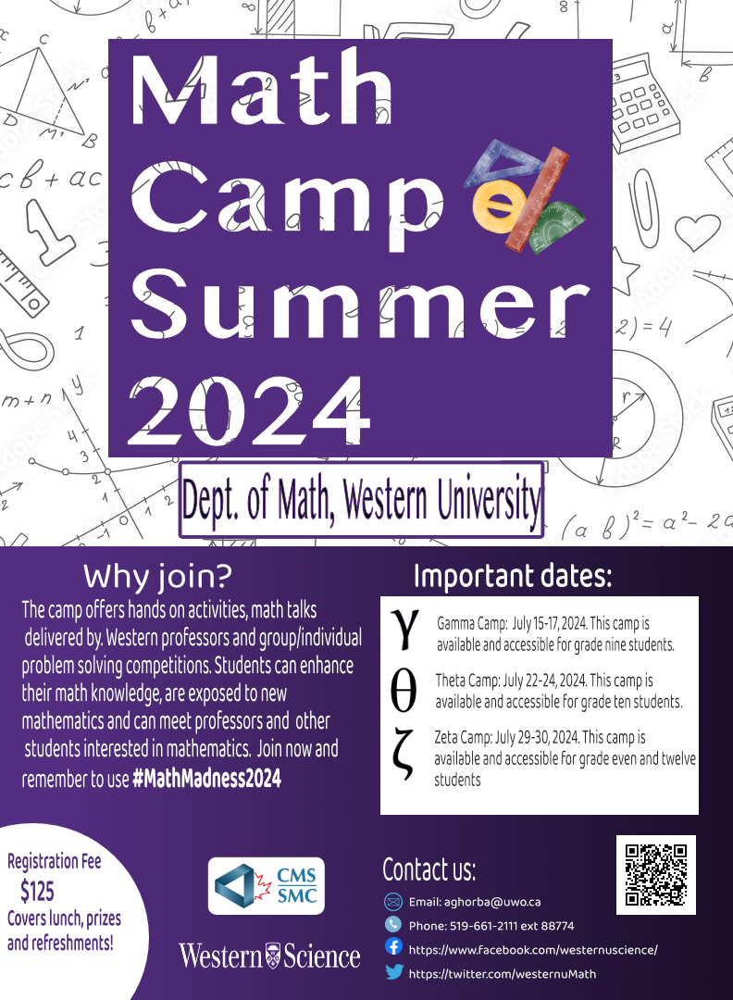 Math
Camp
Summer
2024
Dept. of Math, Western University
Why join?
The camp offers hands on activities, math talks
delivered by. Western professors and group/individual
problem solving competitions. Students can enhance
their math knowledge, are exposed to new
mathematics and can meet professors and other
students interested in mathematics. Join now and
remember to use #MathMadness2024
Important dates:
γ
Gamma Camp: July 15-17, 2024. This camp is
available and accessible for grade nine students.
θ
Theta Camp: July 22-24, 2024. This camp is
available and accessible for grade ten students.
ζ
Zeta Camp: July 29-30, 2024. This camp is
available and accessible for grade even and twelve
students
Registration Fee
$125
Covers lunch, prizes
and refreshments!
CMS
SMC
Western Science
Contact us:
Email: aghorba@uwo.ca
Phone: 519-661-2111 ext 88774
https://www.facebook.com/westernuscience/
https://twitter.com/westernuMath